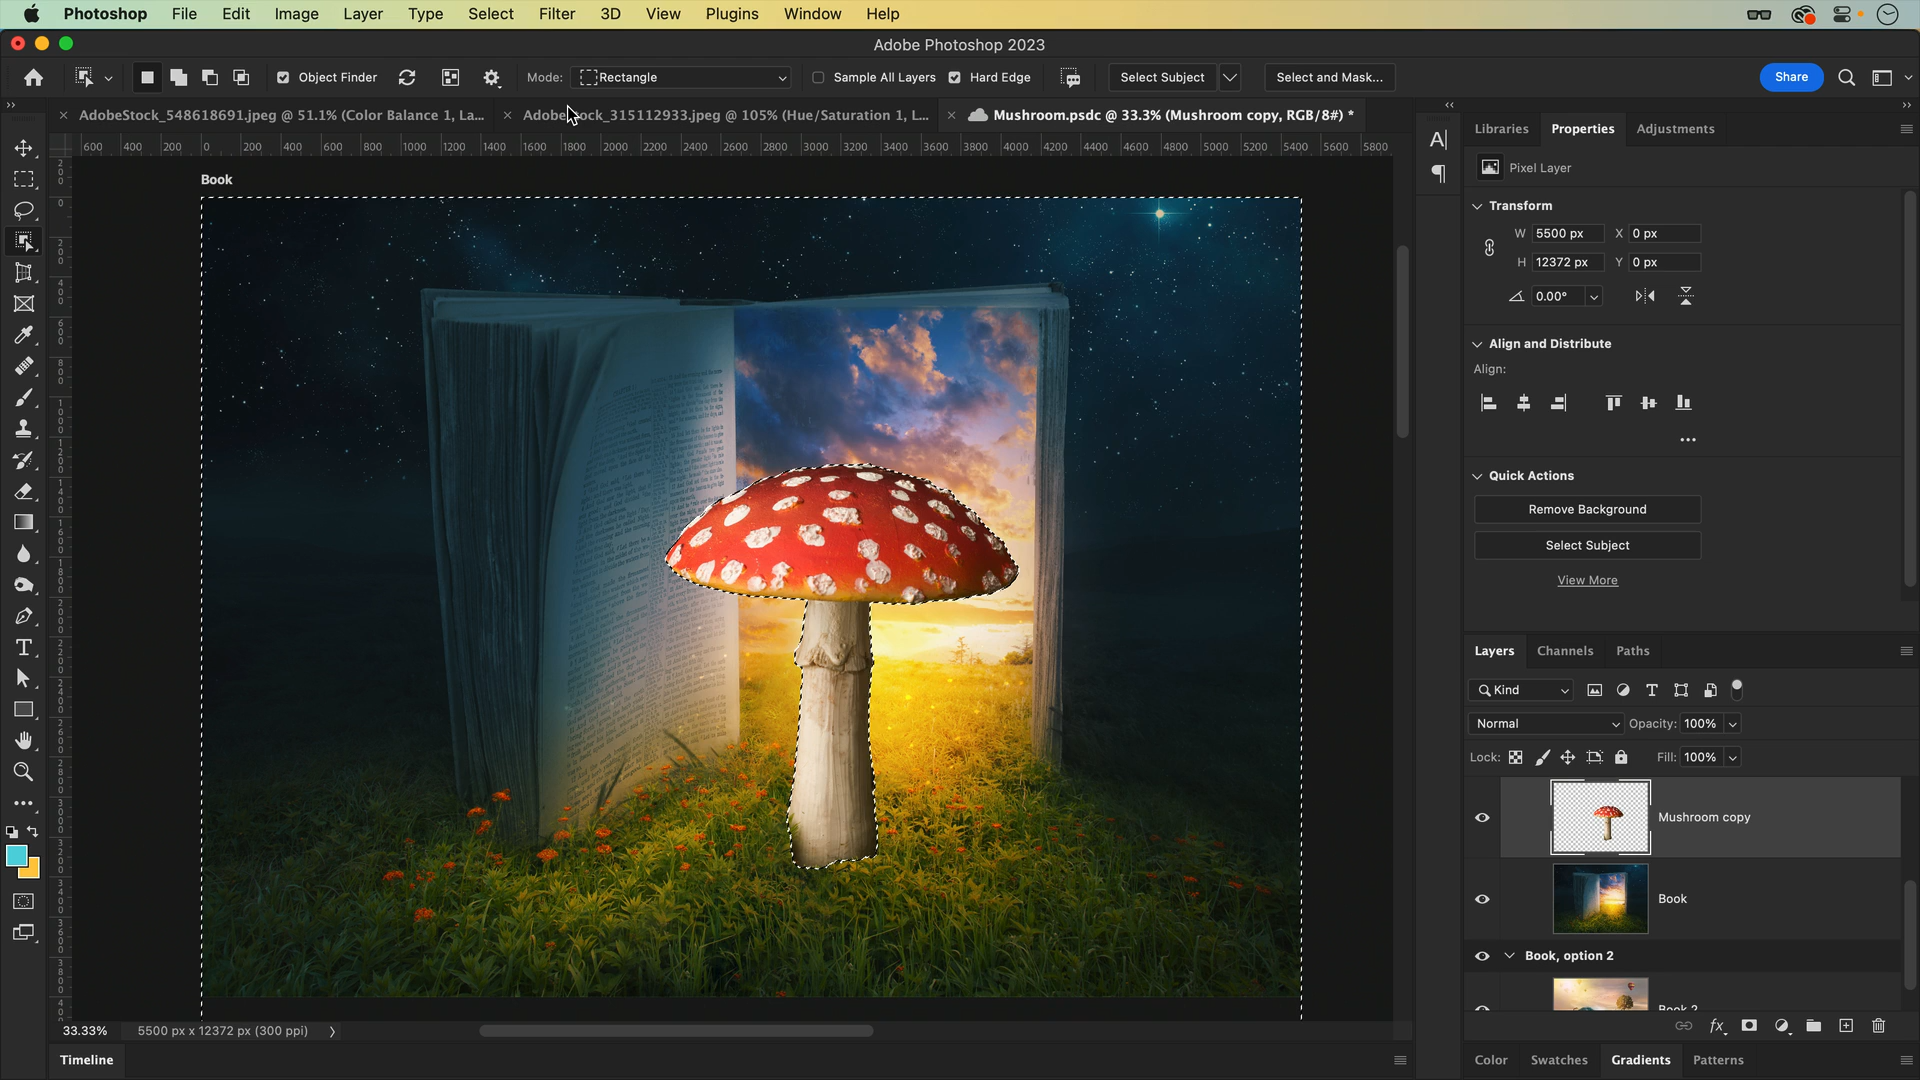 Photoshop File Edit Image Layer Type Select Filter 3D View Plugins Window Help
Adobe Photoshop 2023
Object Finder Mode: Rectangle Sample All Layers Hard Edge Select Subject Select and Mask... Share
AdobeStock_548618691.jpeg @ 51.1% (Color Balance 1, La... Mushroom.psdc @ 33.3% (Mushroom copy, RGB/8#) *
_315112933.jpeg @ 105% (Hue/Saturation 1, L...
600 400 200 0 200 400 600 800 1000 1200 1400 1600 1800 2000 2200 2400 2600 2800 3000 3200 3400 3600 3800 4000 4200 4400 4600 4800 5000 5200 5400 5600 5800
Book
Libraries Properties Adjustments
Pixel Layer
Transform
W 5500 px X 0 px
H 12372 px Y 0 px
0.00°
Align and Distribute
Align:
Quick Actions
Remove Background
Select Subject
View More
Layers Channels Paths
Kind
Normal Opacity: 100%
Lock: Fill: 100%
Mushroom copy
Book
Book, option 2
Book 2
33.33% 5500 px x 12372 px (300 ppi)
Timeline
Color Swatches Gradients Patterns